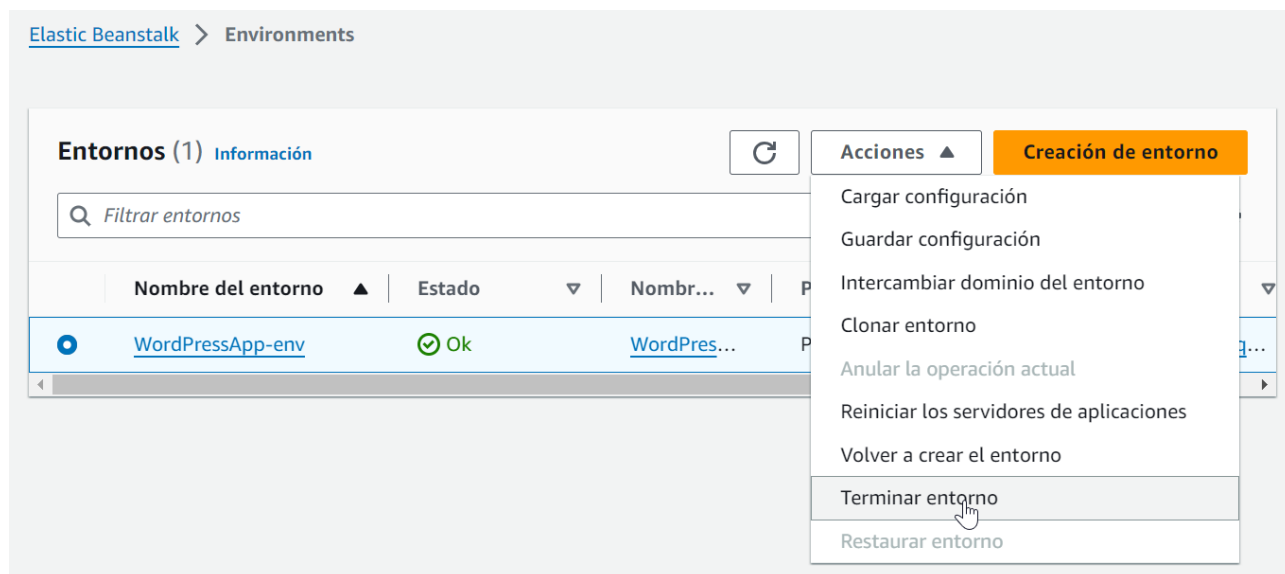 Elastic Beanstalk > Environments
Entornos (1) Información
Acciones
Creación de entorno
Filtrar entornos
Cargar configuración
Guardar configuración
Intercambiar dominio del entorno
Clonar entorno
Anular la operación actual
Reiniciar los servidores de aplicaciones
Volver a crear el entorno
Terminar entorno
Restaurar entorno
Nombre del entorno Estado Nombr... P
WordPressApp-env Ok WordPres... P q...